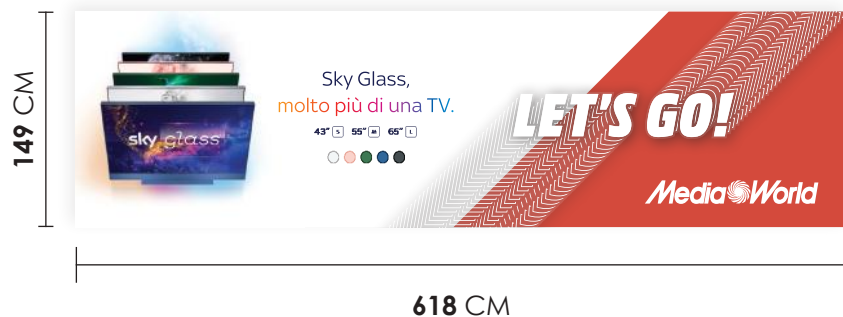 149 CM
sky glass
Sky Glass,
molto più di una TV.
43” S 55” M 65” L
LET'S GO!
MediaWorld
618 CM